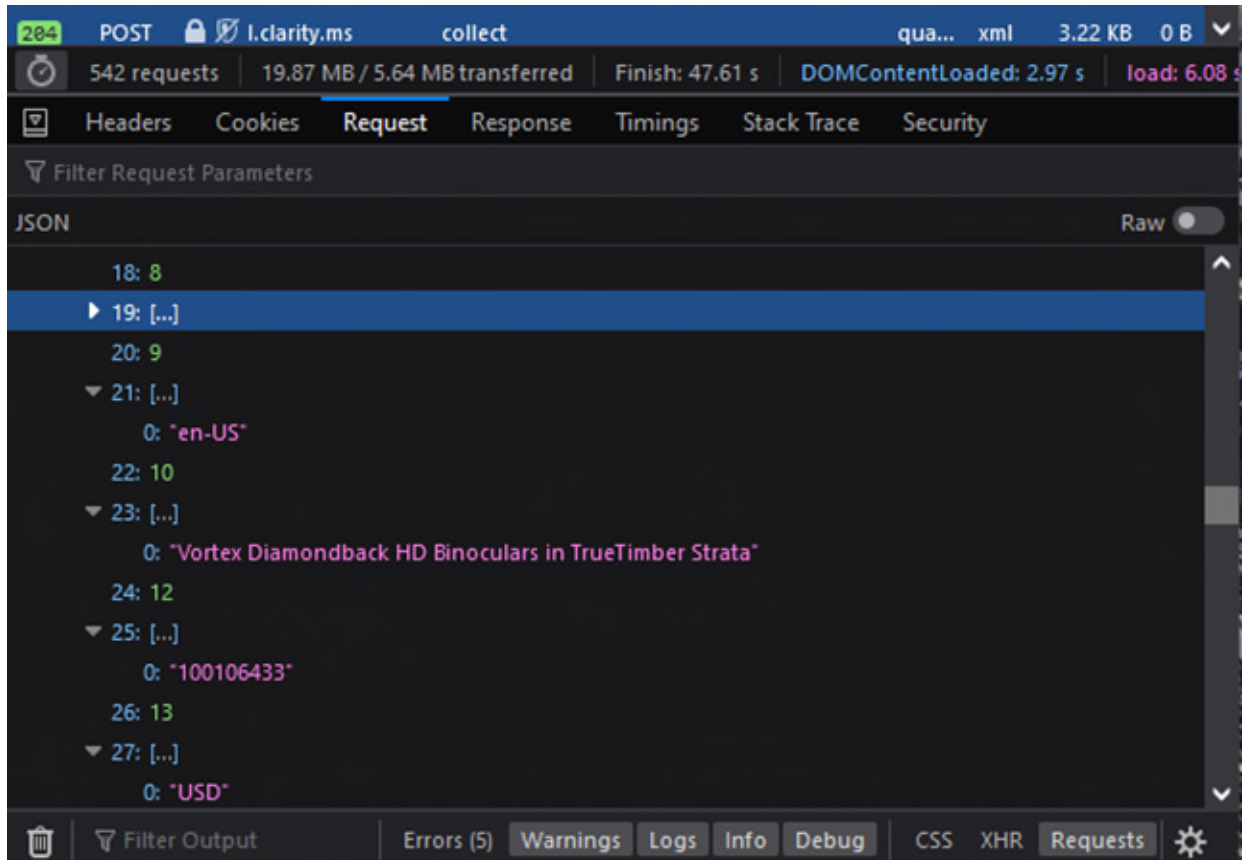 204 POST l.clarity.ms collect qua... xml 3.22 KB 0 B
542 requests 19.87 MB / 5.64 MB transferred Finish: 47.61 s DOMContentLoaded: 2.97 s load: 6.08 s
Headers Cookies Request Response Timings Stack Trace Security
Filter Request Parameters
JSON Raw
18: 8
19: [...]
20: 9
21: [...]
0: "en-US"
22: 10
23: [...]
0: "Vortex Diamondback HD Binoculars in TrueTimber Strata"
24: 12
25: [...]
0: "100106433"
26: 13
27: [...]
0: "USD"
Filter Output Errors (5) Warnings Logs Info Debug CSS XHR Requests